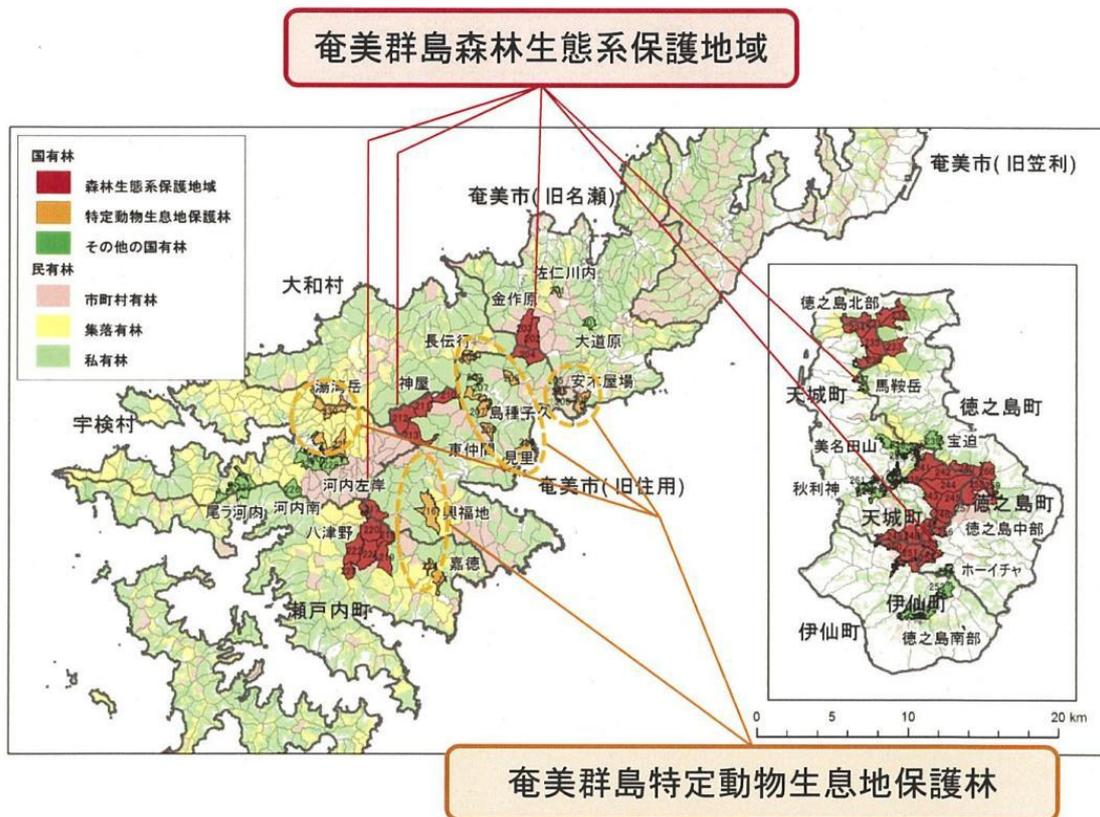 奄美群島森林生態系保護地域
国有林
森林生態系保護地域
特定動物生息地保護林
その他の国有林
民有林
市町村有林
集落有林
私有林
奄美市(旧笠利)
奄美市(旧名瀬)
大和村
佐仁川内
金作原
大道原
長伝行
湯湾岳
神屋
安木屋場
島種子久
宇検村
東仲間
見里
奄美市(旧住用)
河内左岸
尾ラ河内
河内南
八津野
興福地
嘉徳
瀬戸内町
徳之島北部
馬鞍岳
天城町
徳之島町
美名田山
宝迫
秋利神
天城町
徳之島町
徳之島中部
ホーイチャ
伊仙町
伊仙町
徳之島南部
0 5 10 20 km
奄美群島特定動物生息地保護林